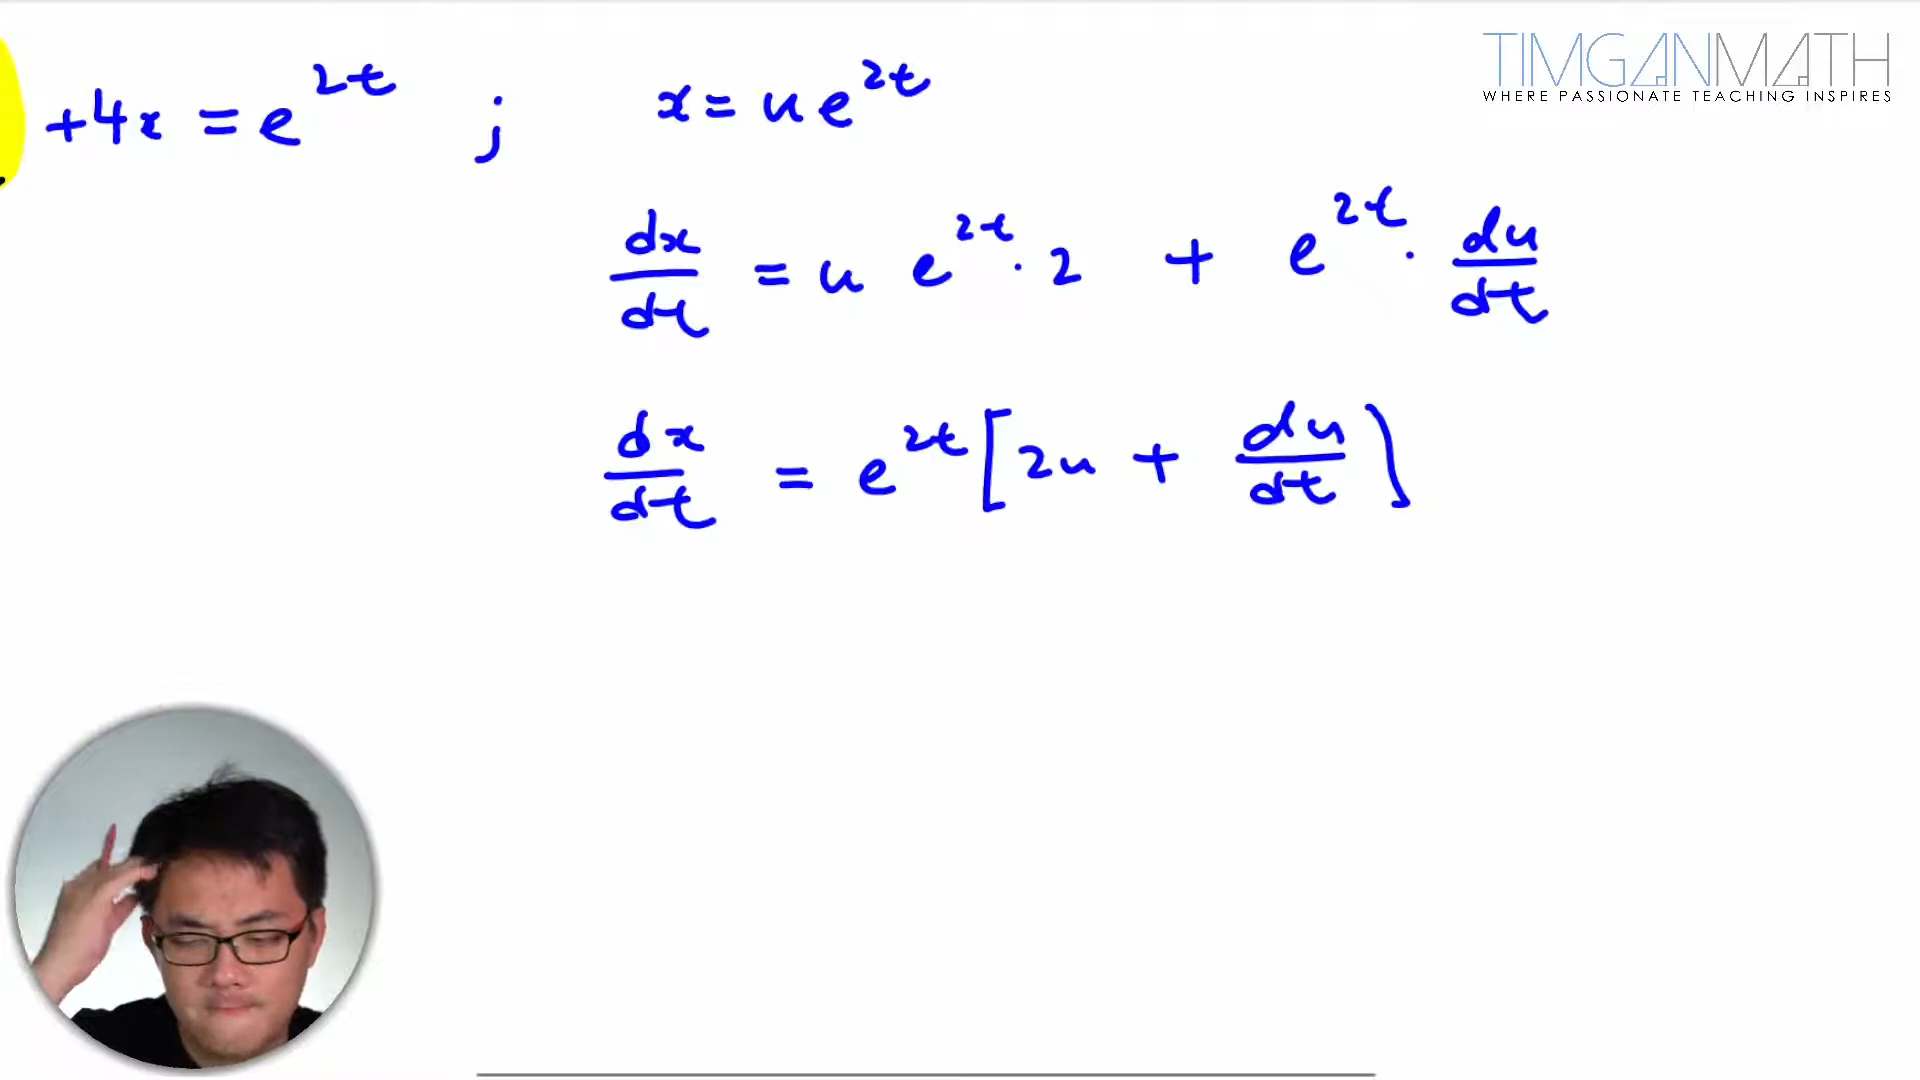 TIMGANMATH
WHERE PASSIONATE TEACHING INSPIRES
+4x = e^{2t} ; x = ue^{2t}
dx/dt = u e^{2t} · 2 + e^{2t} · du/dt
dx/dt = e^{2t} [2u + du/dt)